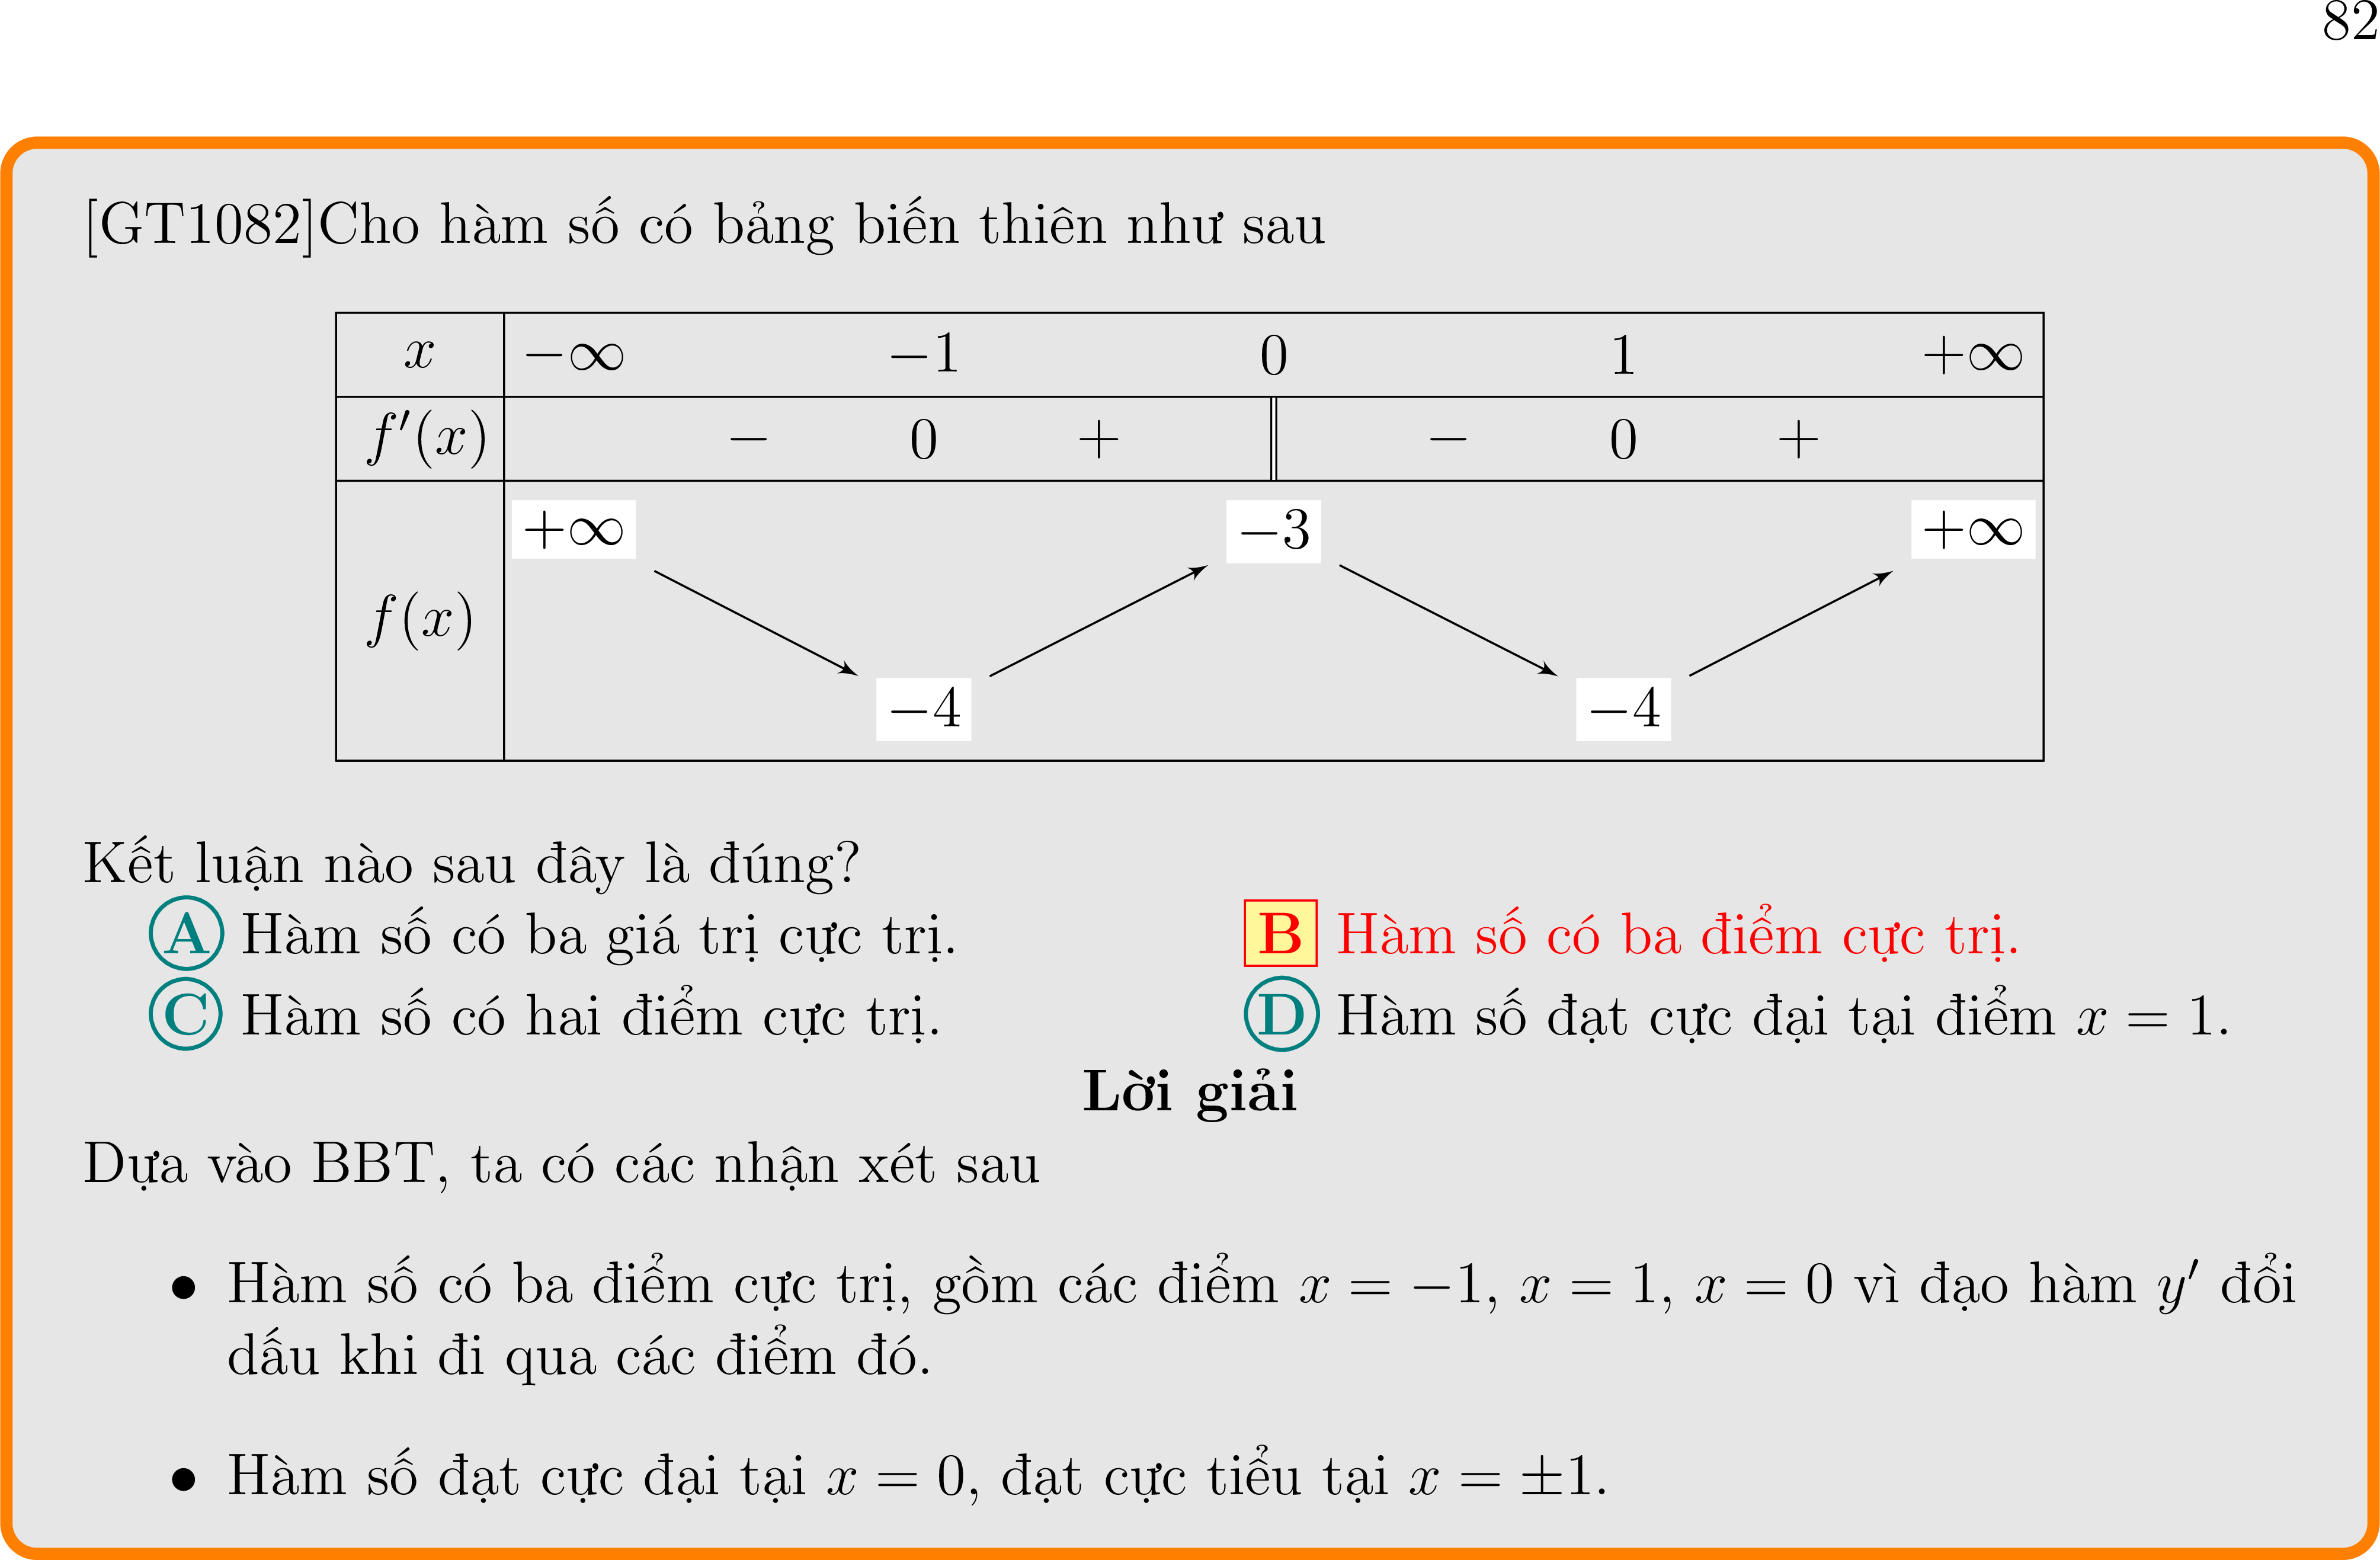 82
[GT1082]Cho hàm số có bảng biến thiên như sau
x −∞ −1 0 1 +∞
f′(x) − 0 + − 0 +
+∞ −3 +∞
f(x)
−4 −4
Kết luận nào sau đây là đúng?
A Hàm số có ba giá trị cực trị. B Hàm số có ba điểm cực trị.
C Hàm số có hai điểm cực trị. D Hàm số đạt cực đại tại điểm x = 1.
Lời giải
Dựa vào BBT, ta có các nhận xét sau
• Hàm số có ba điểm cực trị, gồm các điểm x = −1, x = 1, x = 0 vì đạo hàm y′ đổi
dấu khi đi qua các điểm đó.
• Hàm số đạt cực đại tại x = 0, đạt cực tiểu tại x = ±1.